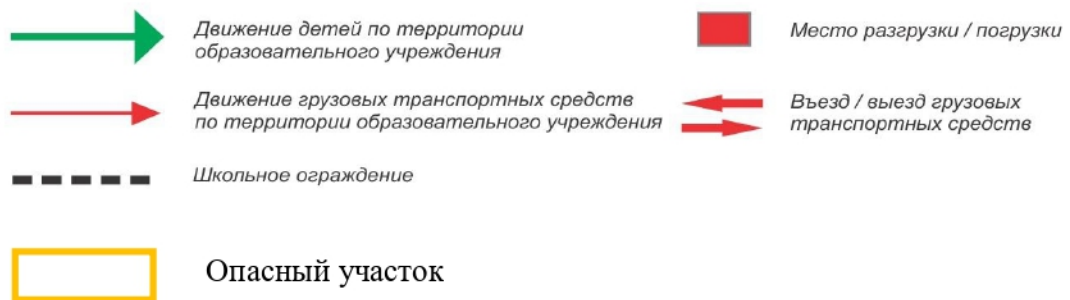 Движение детей по территории
образовательного учреждения
Место разгрузки / погрузки
Движение грузовых транспортных средств
по территории образовательного учреждения
Въезд / выезд грузовых
транспортных средств
Школьное ограждение
Опасный участок